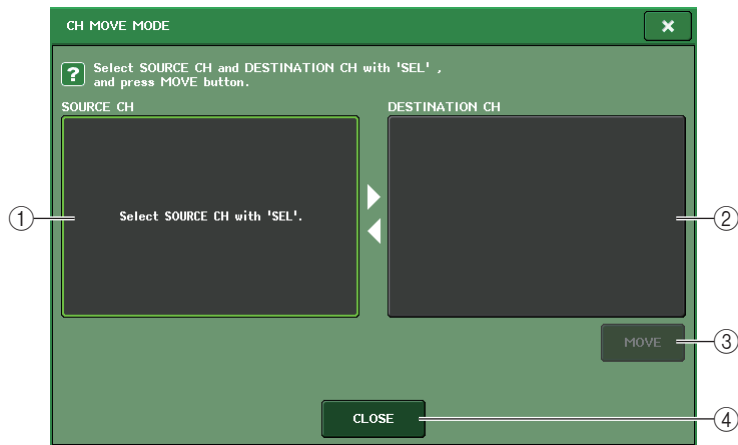 CH MOVE MODE
×
? Select SOURCE CH and DESTINATION CH with 'SEL' ,
and press MOVE button.
SOURCE CH
DESTINATION CH
① Select SOURCE CH with 'SEL'.
②
MOVE ③
CLOSE ④